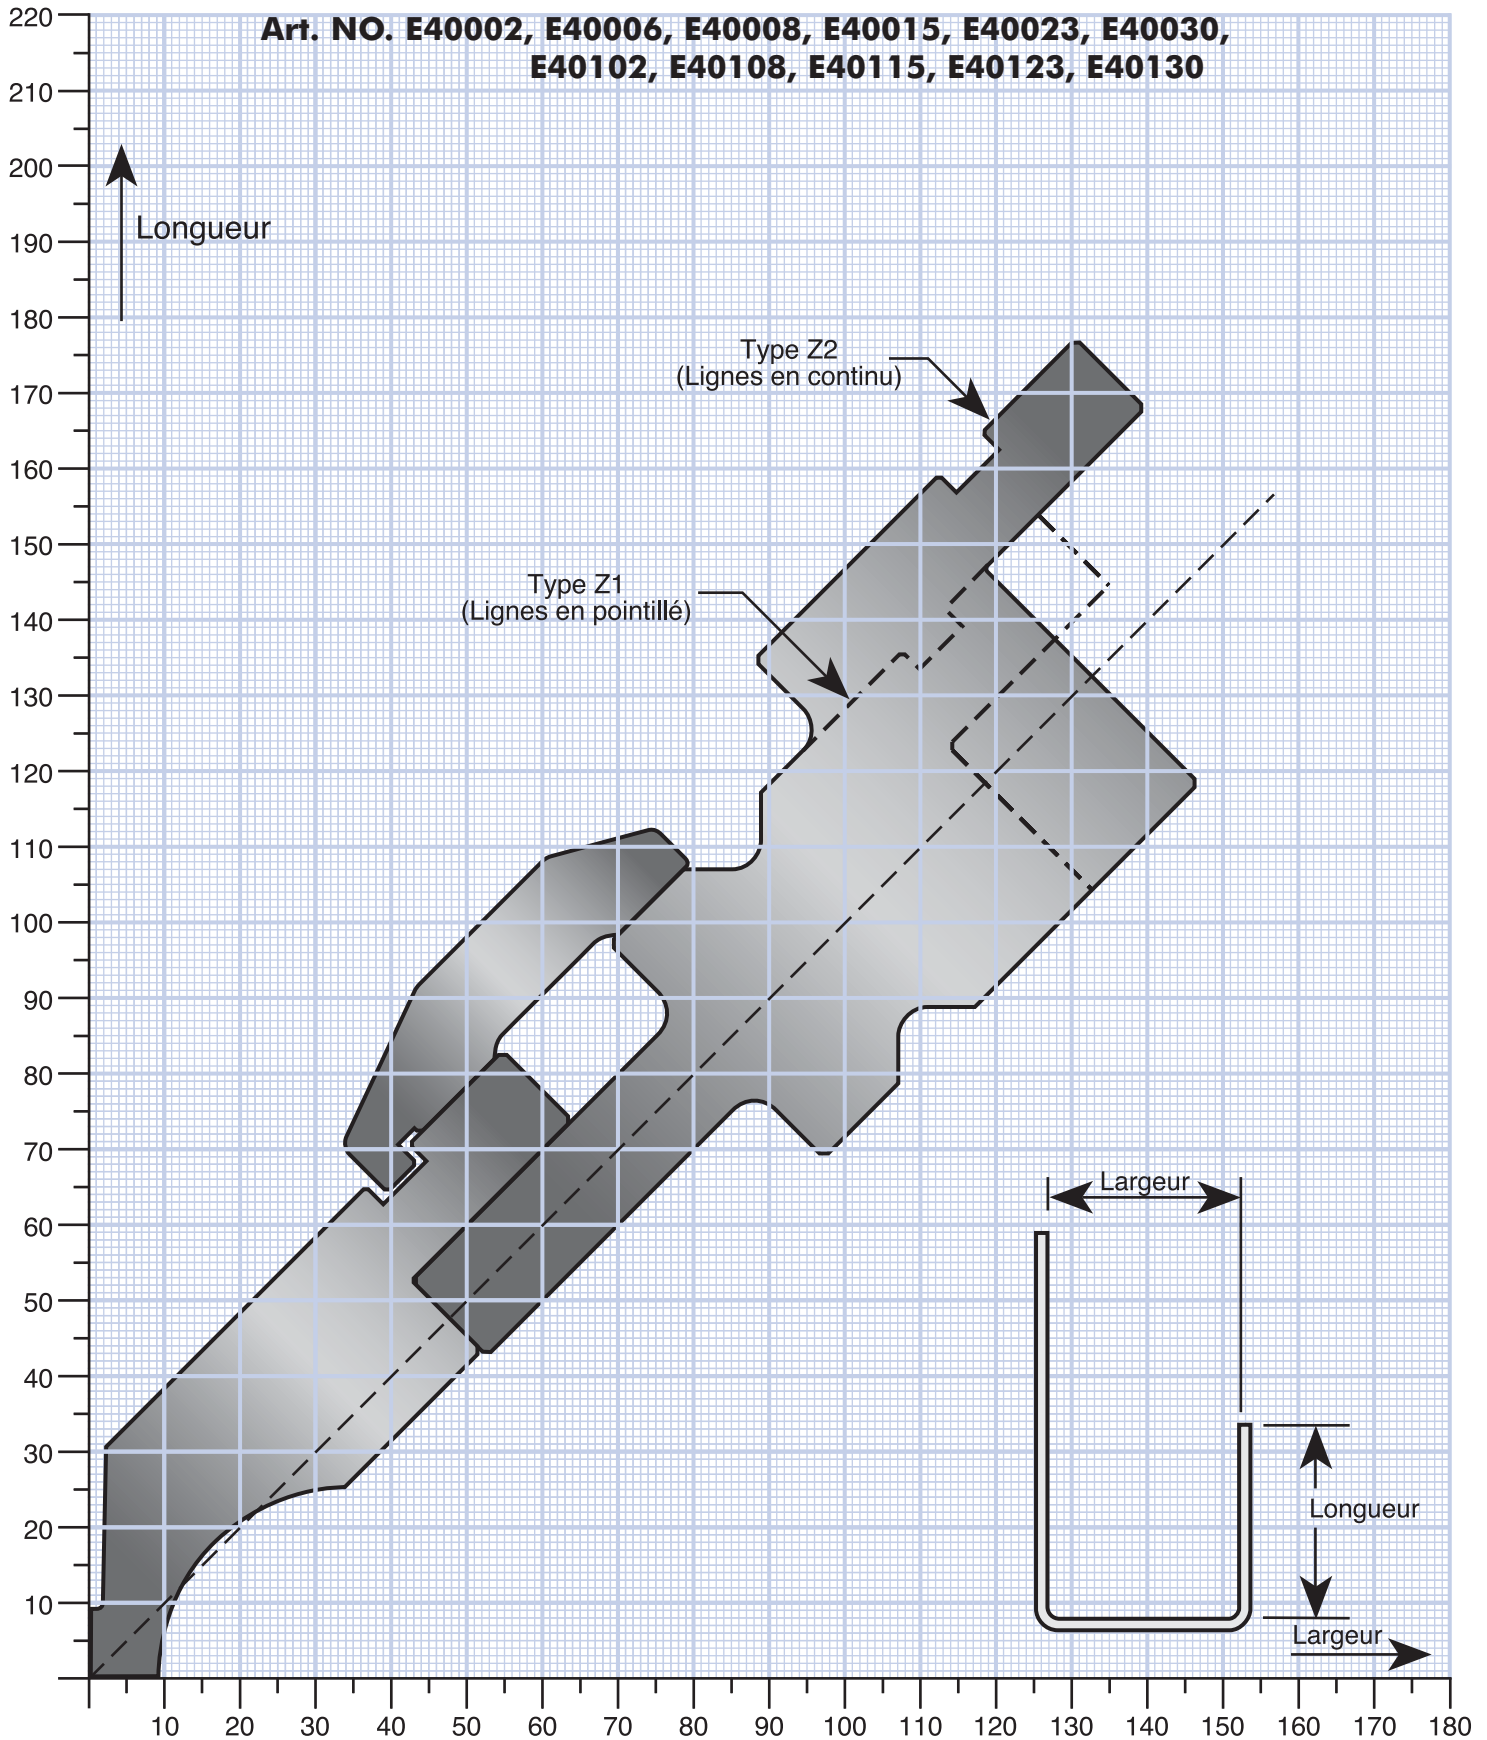 Art. NO. E40002, E40006, E40008, E40015, E40023, E40030,
E40102, E40108, E40115, E40123, E40130
220
210
200
190
180
170
160
150
140
130
120
110
100
90
80
70
60
50
40
30
20
10
Longueur
Type Z2
(Lignes en continu)
Type Z1
(Lignes en pointillé)
Largeur
Longueur
Largeur
10 20 30 40 50 60 70 80 90 100 110 120 130 140 150 160 170 180